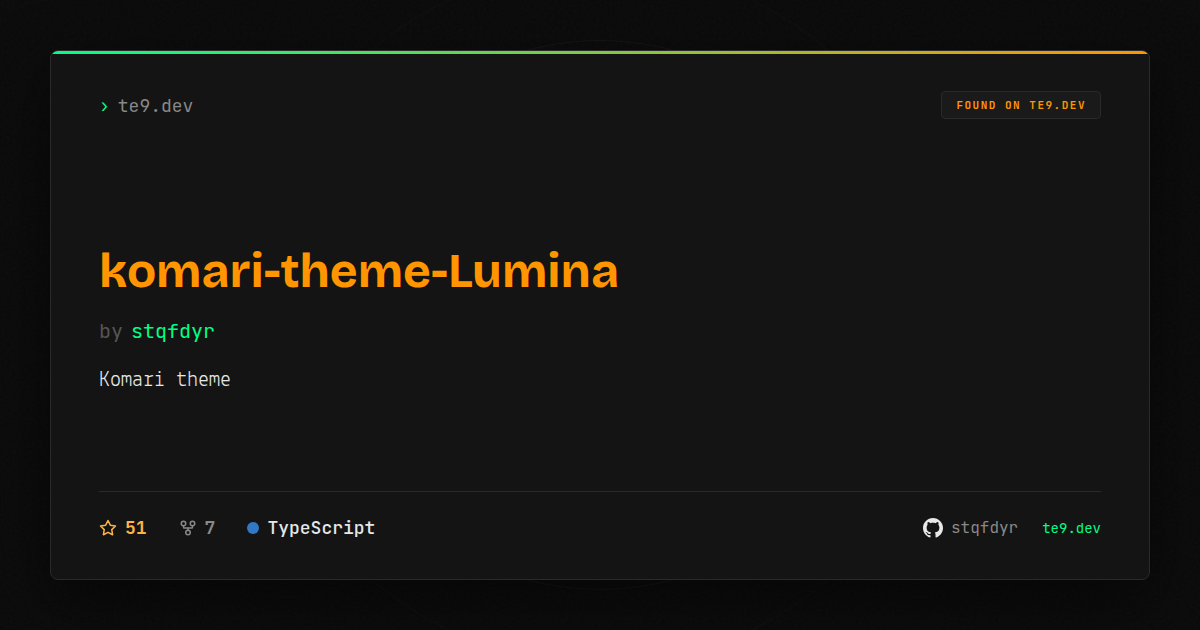 › te9.dev
FOUND ON TE9.DEV
komari-theme-Lumina
by stqfdyr
Komari theme
51 7 TypeScript
stqfdyr te9.dev